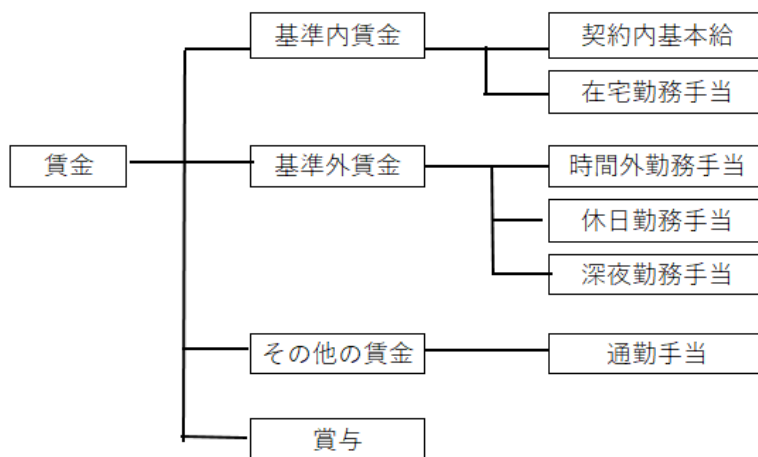 基準内賃金
契約内基本給
在宅勤務手当
賃金
基準外賃金
時間外勤務手当
休日勤務手当
深夜勤務手当
その他の賃金
通勤手当
賞与